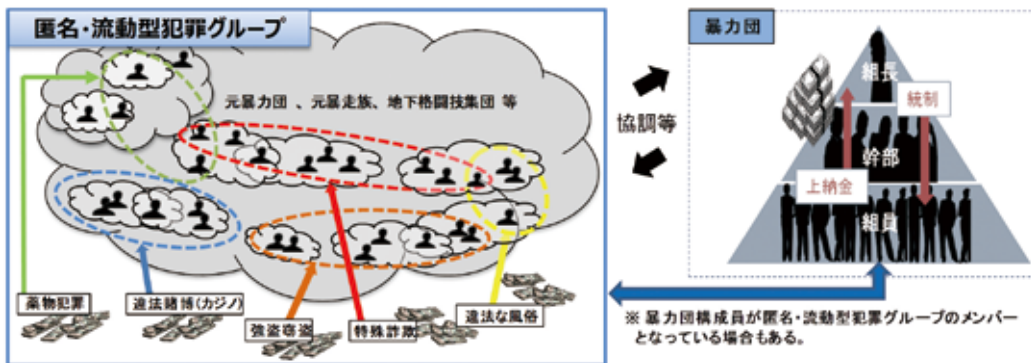 匿名・流動型犯罪グループ
元暴力団 、元暴走族、地下格闘技集団 等
薬物犯罪
違法賭博(カジノ)
強盗窃盗
特殊詐欺
違法な風俗
協調等
暴力団
組長
統制
幹部
上納金
組員
※ 暴力団構成員が匿名・流動型犯罪グループのメンバー
となっている場合もある。